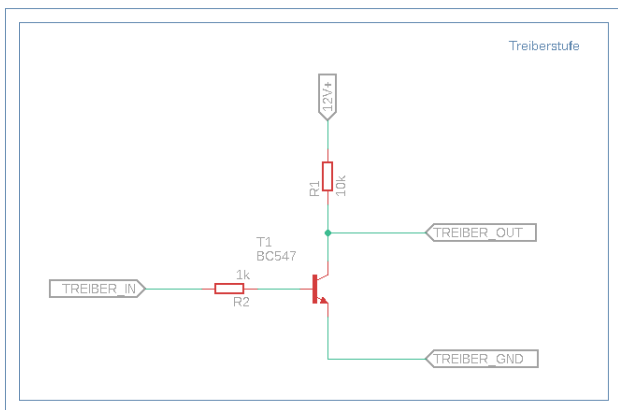 Treiberstufe
12V+
R1
10k
TREIBER_OUT
T1
BC547
1k
TREIBER_IN
R2
TREIBER_GND